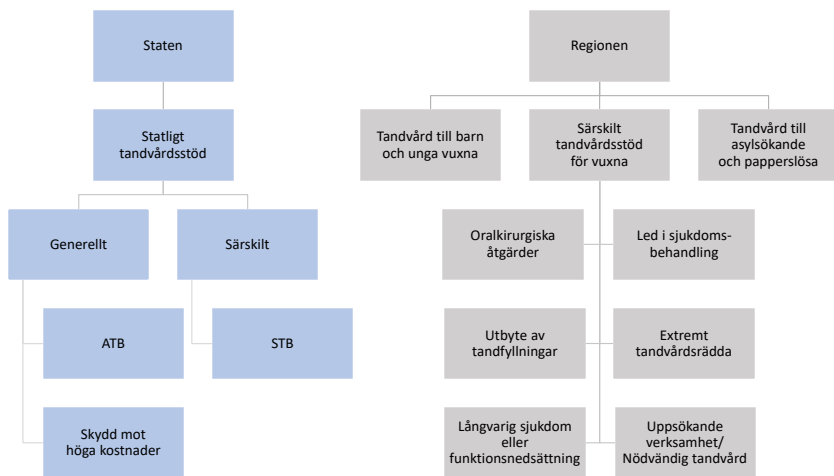 Staten
Statligt
tandvårdsstöd
Generellt
Särskilt
ATB
STB
Skydd mot
höga kostnader
Regionen
Tandvård till barn
och unga vuxna
Särskilt
tandvårdsstöd
för vuxna
Tandvård till
asylsökande
och papperslösa
Oralkirurgiska
åtgärder
Led i sjukdoms-
behandling
Utbyte av
tandfyllningar
Extremt
tandvårdsrädda
Långvarig sjukdom
eller
funktionsnedsättning
Uppsökande
verksamhet/
Nödvändig tandvård